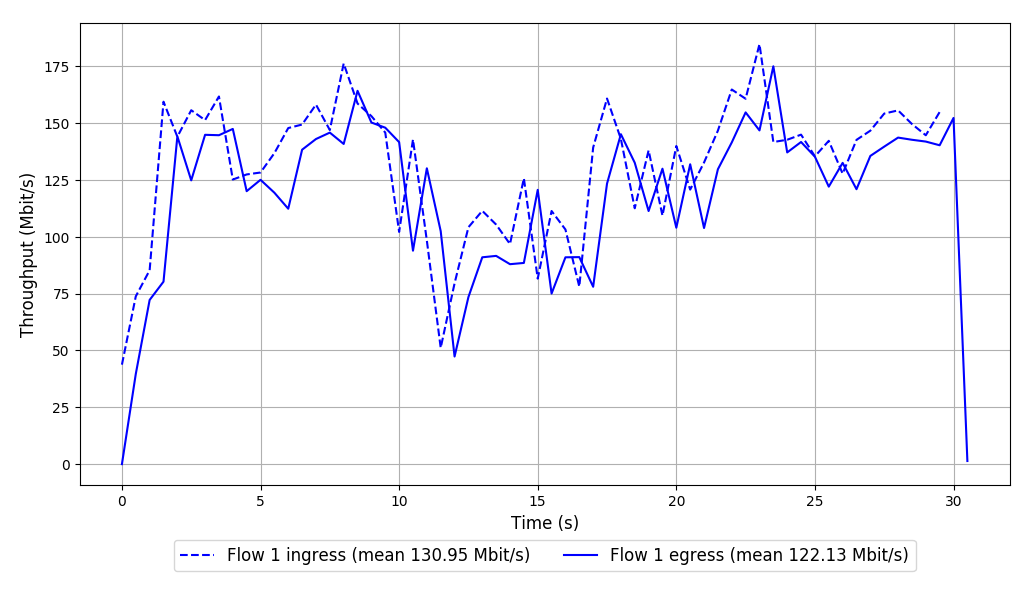 175
150
125
100
75
50
25
0
Throughput (Mbit/s)
0 5 10 15 20 25 30
Time (s)
Flow 1 ingress (mean 130.95 Mbit/s) Flow 1 egress (mean 122.13 Mbit/s)